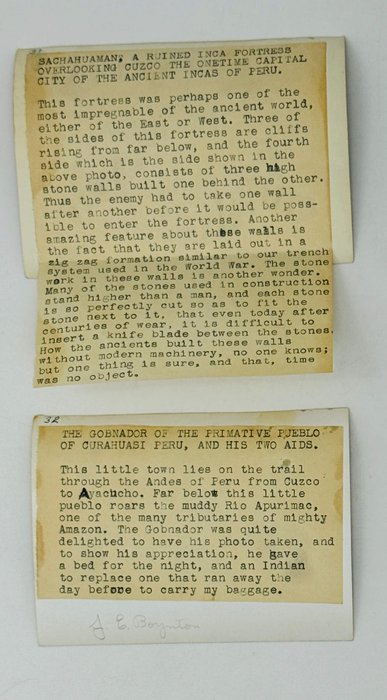 31
SACHAHUAMAN, A RUINED INCA FORTRESS
OVERLOOKING CUZCO THE ONETIME CAPITAL
CITY OF THE ANCIENT INCAS OF PERU.
This fortress was perhaps one of the
most impregnable of the ancient world,
either of the East or West. Three of
the sides of this fortress are cliffs
rising from far below, and the fourth
side which is the side shown in the
above photo, consists of three high
stone walls built one behind the other.
Thus the enemy had to take one wall
after another before it would be poss-
ible to enter the fortress. Another
amazing feature about these walls is
the fact that they are laid out in a
zig zag formation similar to our trench
system used in the World War. The stone
work in these walls is another wonder.
Many of the stones used in construction
stand higher than a man, and each stone
is so perfectly cut so as to fit the
stone next to it, that even today after
centuries of wear, it is difficult to
insert a knife blade between the stones.
How the ancients built these walls
without modern machinery, no one knows;
but one thing is sure, and that, time
was no object.
32
THE GOBNADOR OF THE PRIMATIVE PUEBLO
OF CURAHUASI PERU, AND HIS TWO AIDS.
This little town lies on the trail
through the Andes of Peru from Cuzco
to Ayacucho. Far below this little
pueblo roars the muddy Rio Apurimac,
one of the many tributaries of mighty
Amazon. The Gobnador was quite
delighted to have his photo taken, and
to show his appreciation, he gave
a bed for the night, and an Indian
to replace one that ran away the
day before to carry my baggage.
J. E. Boynton